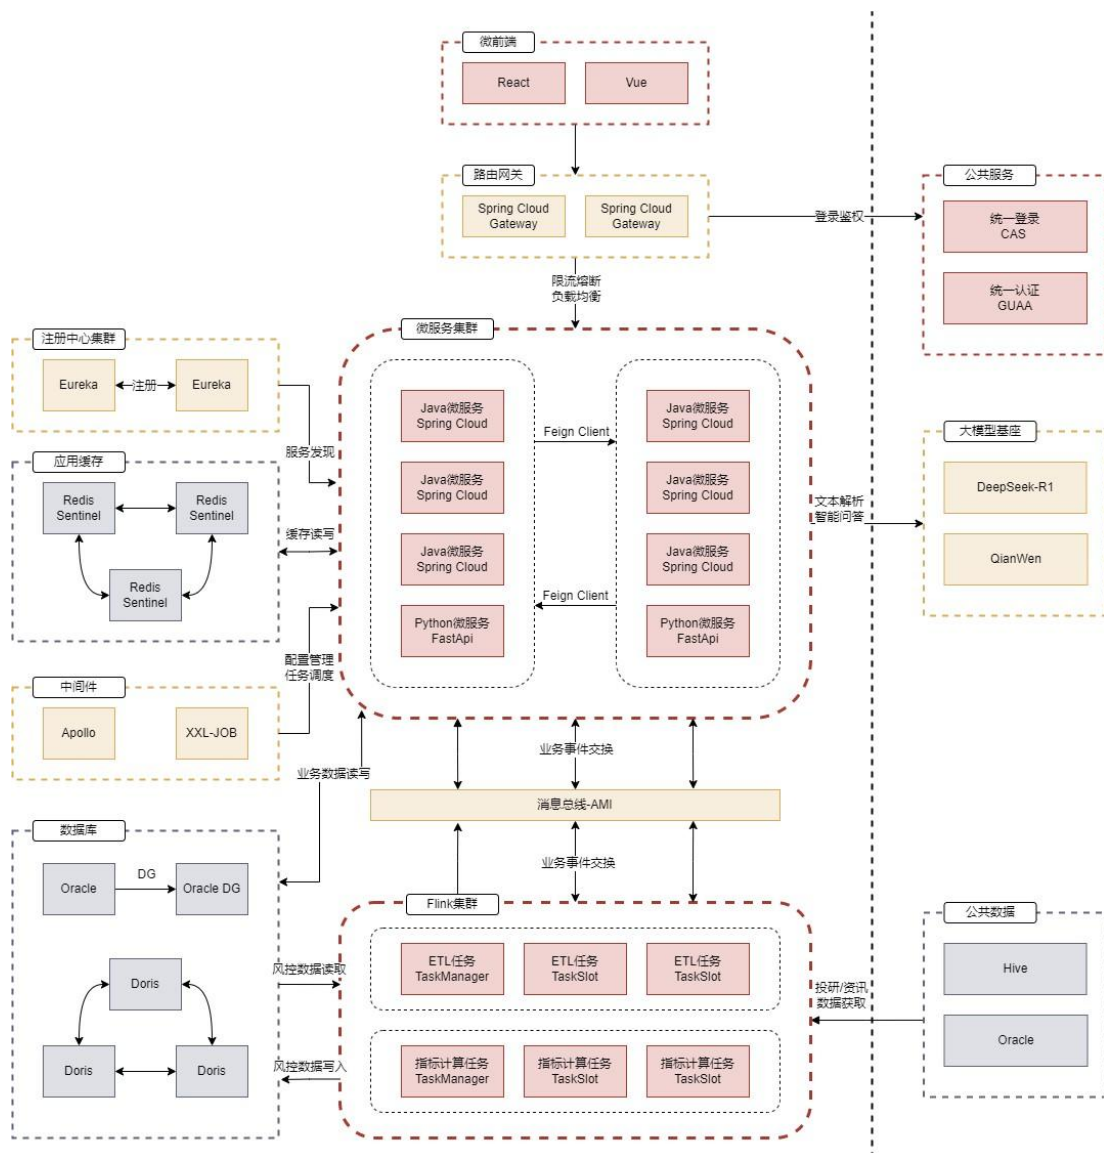 微前端
React
Vue
路由网关
Spring Cloud
Gateway
Spring Cloud
Gateway
登录鉴权
公共服务
统一登录
CAS
统一认证
GUAA
限流熔断
负载均衡
微服务集群
注册中心集群
Eureka
注册
Eureka
服务发现
应用缓存
Redis
Sentinel
Redis
Sentinel
Redis
Sentinel
缓存读写
中间件
Apollo
XXL-JOB
配置管理
任务调度
Java微服务
Spring Cloud
Java微服务
Spring Cloud
Java微服务
Spring Cloud
Python微服务
FastApi
Feign Client
Feign Client
Java微服务
Spring Cloud
Java微服务
Spring Cloud
Java微服务
Spring Cloud
Python微服务
FastApi
文本解析
智能问答
大模型基座
DeepSeek-R1
QianWen
业务数据读写
业务事件交换
消息总线-AMI
业务事件交换
数据库
Oracle
DG
Oracle DG
Doris
Doris
Doris
风控数据读取
风控数据写入
Flink集群
ETL任务
TaskManager
ETL任务
TaskSlot
ETL任务
TaskSlot
指标计算任务
TaskManager
指标计算任务
TaskSlot
指标计算任务
TaskSlot
投研/资讯
数据获取
公共数据
Hive
Oracle